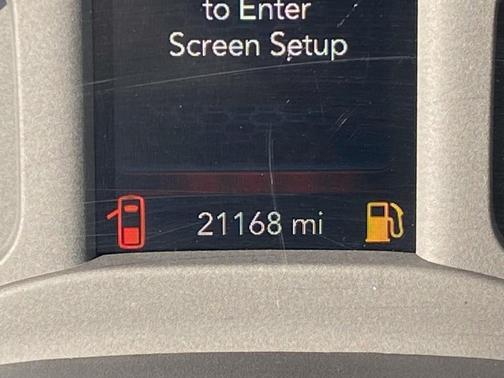 to Enter
Screen Setup
21168 mi